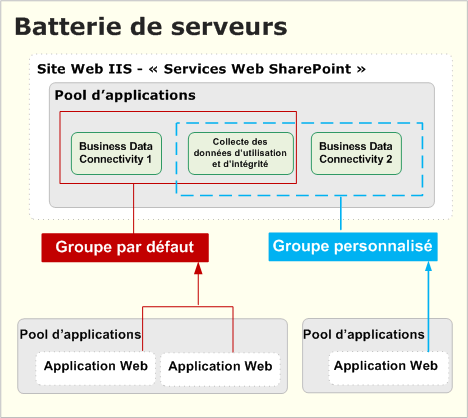 Batterie de serveurs
Site Web IIS - « Services Web SharePoint »
Pool d'applications
Business Data
Connectivity 1
Collecte des
données d'utilisation
et d'intégrité
Business Data
Connectivity 2
Groupe par défaut
Groupe personnalisé
Pool d'applications
Application Web
Application Web
Pool d'applications
Application Web